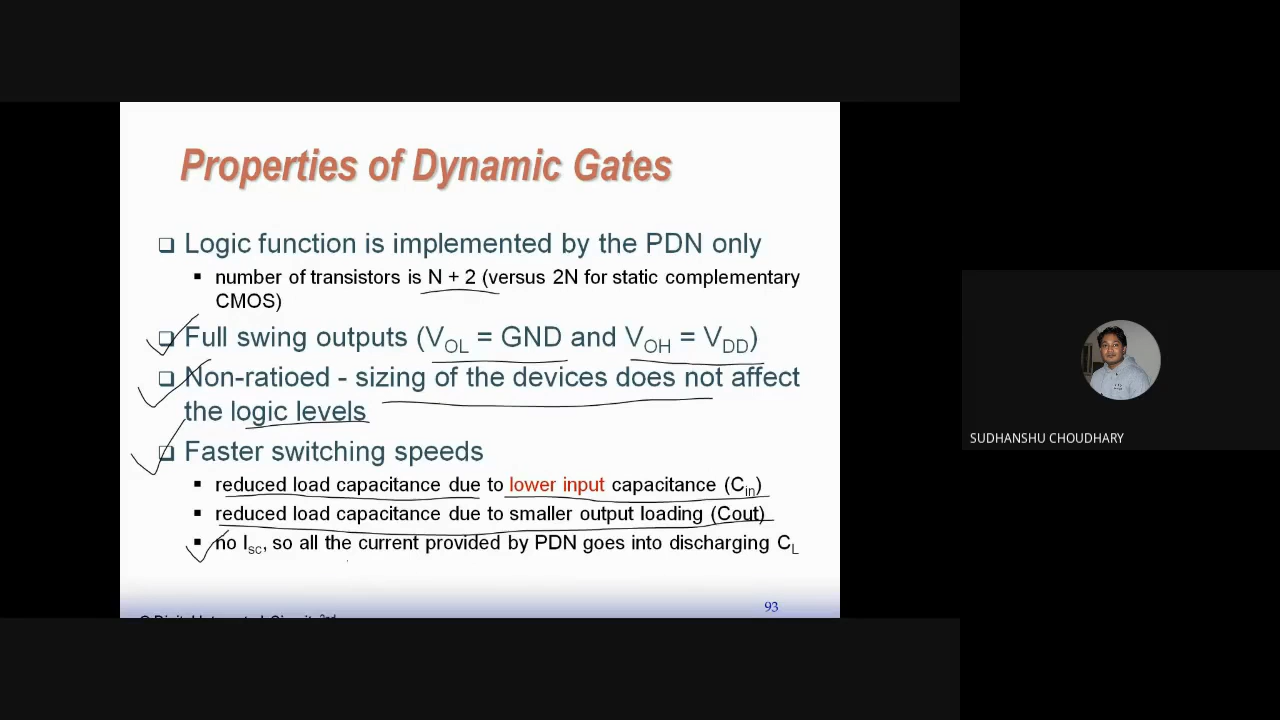 Properties of Dynamic Gates
❑ Logic function is implemented by the PDN only
▪ number of transistors is N + 2 (versus 2N for static complementary
CMOS)
❑ Full swing outputs (VOL = GND and VOH = VDD)
❑ Non-ratioed - sizing of the devices does not affect
the logic levels
❑ Faster switching speeds
▪ reduced load capacitance due to lower input capacitance (Cin)
▪ reduced load capacitance due to smaller output loading (Cout)
▪ no Isc, so all the current provided by PDN goes into discharging CL
93
SUDHANSHU CHOUDHARY